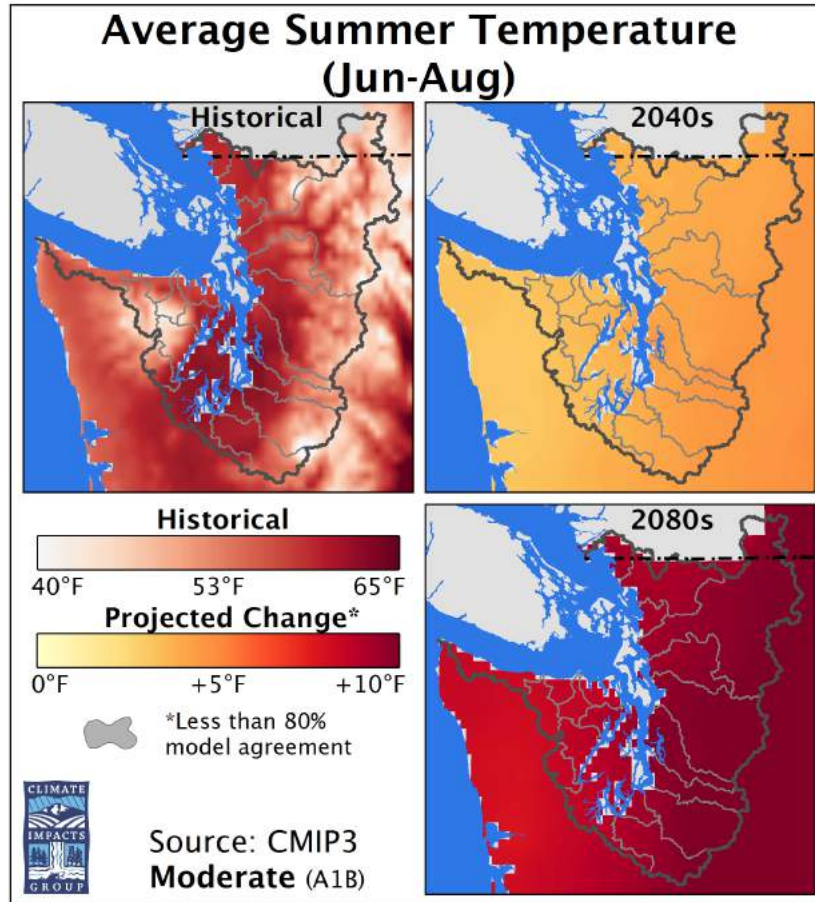 Average Summer Temperature
(Jun-Aug)
Historical
2040s
Historical
40°F 53°F 65°F
Projected Change*
0°F +5°F +10°F
*Less than 80%
model agreement
2080s
CLIMATE
IMPACTS
GROUP
Source: CMIP3
Moderate (A1B)